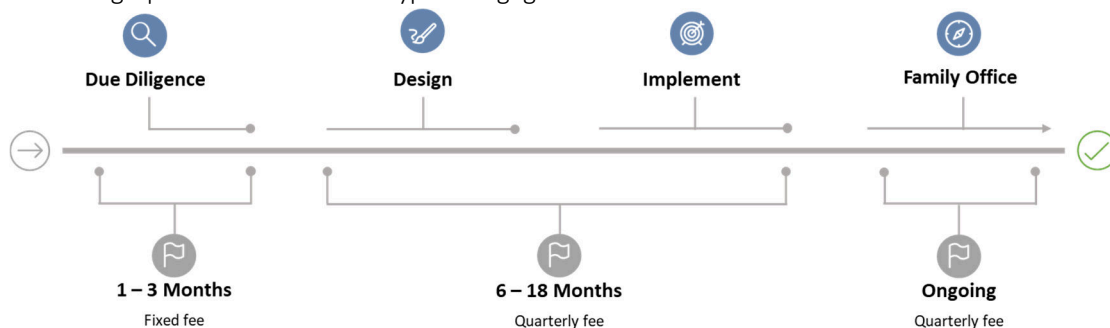 Due Diligence
Design
Implement
Family Office
1 – 3 Months
6 – 18 Months
Ongoing
Fixed fee
Quarterly fee
Quarterly fee